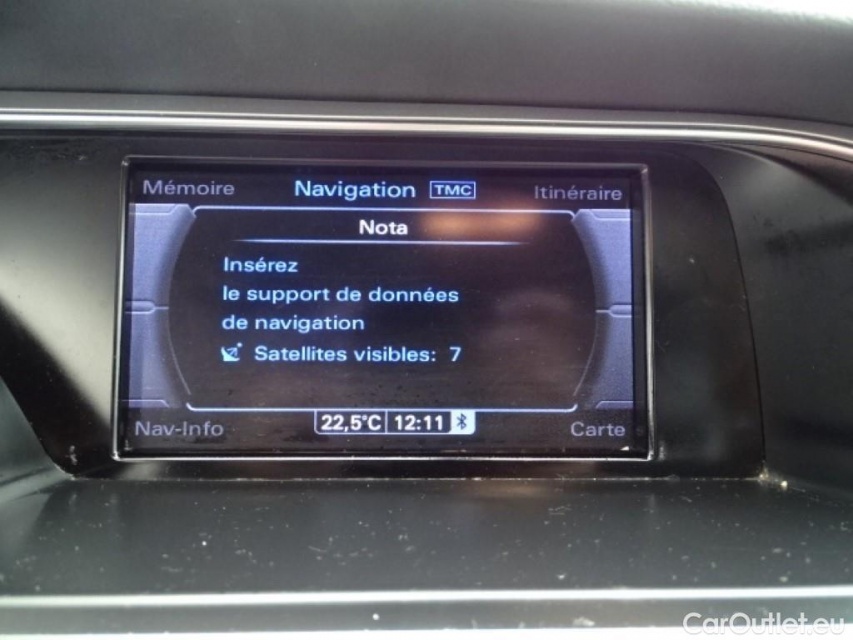 Mémoire Navigation TMC Itinéraire
Nota
Insérez
le support de données
de navigation
Satellites visibles: 7
Nav-Info 22,5°C 12:11 Carte
CarOutlet.eu